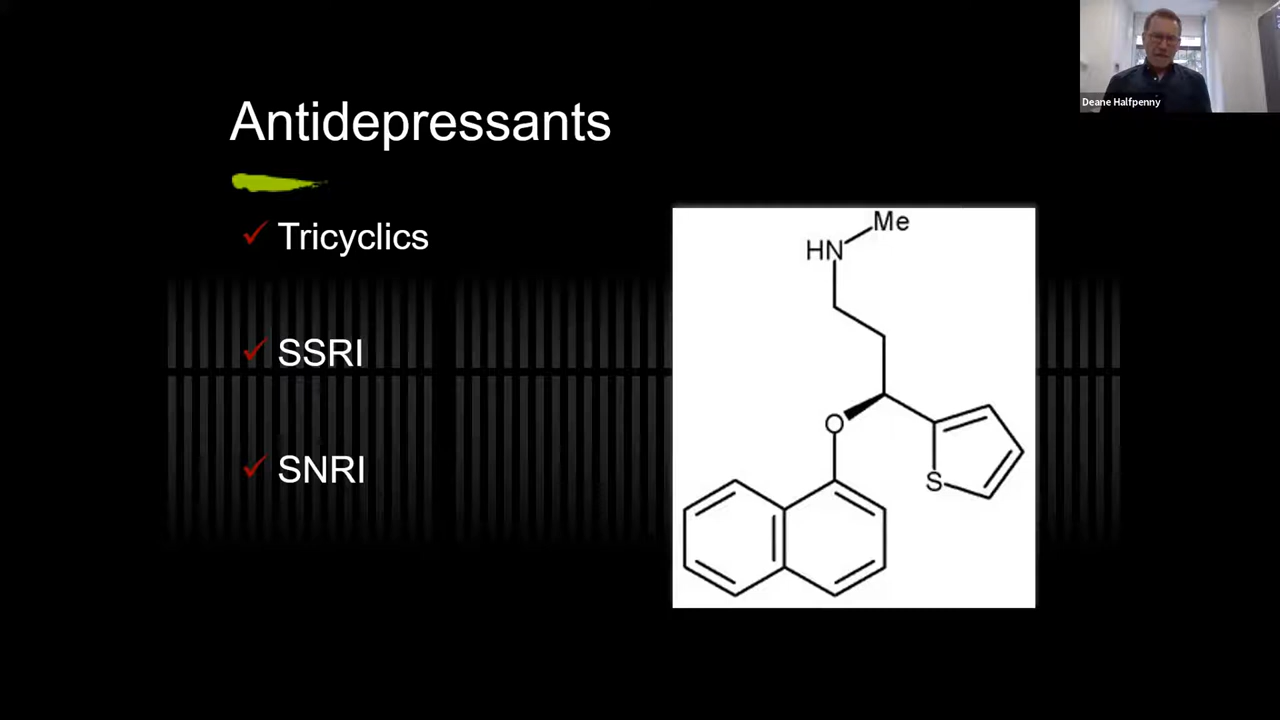 Antidepressants
Deane Halfpenny
✓ Tricyclics
✓ SSRI
✓ SNRI
Me
HN
O
S